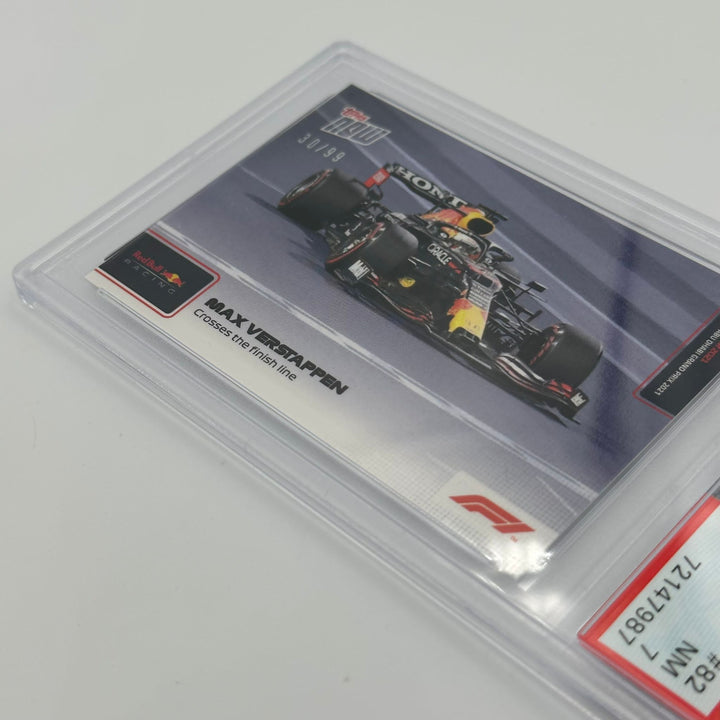 Topps
NOW
30/99
HONDA
ORACLE
Red Bull
RACING
MAX VERSTAPPEN
Crosses the finish line
ABU DHABI GRAND PRIX 2021
F1
#82
NM 7
72147987